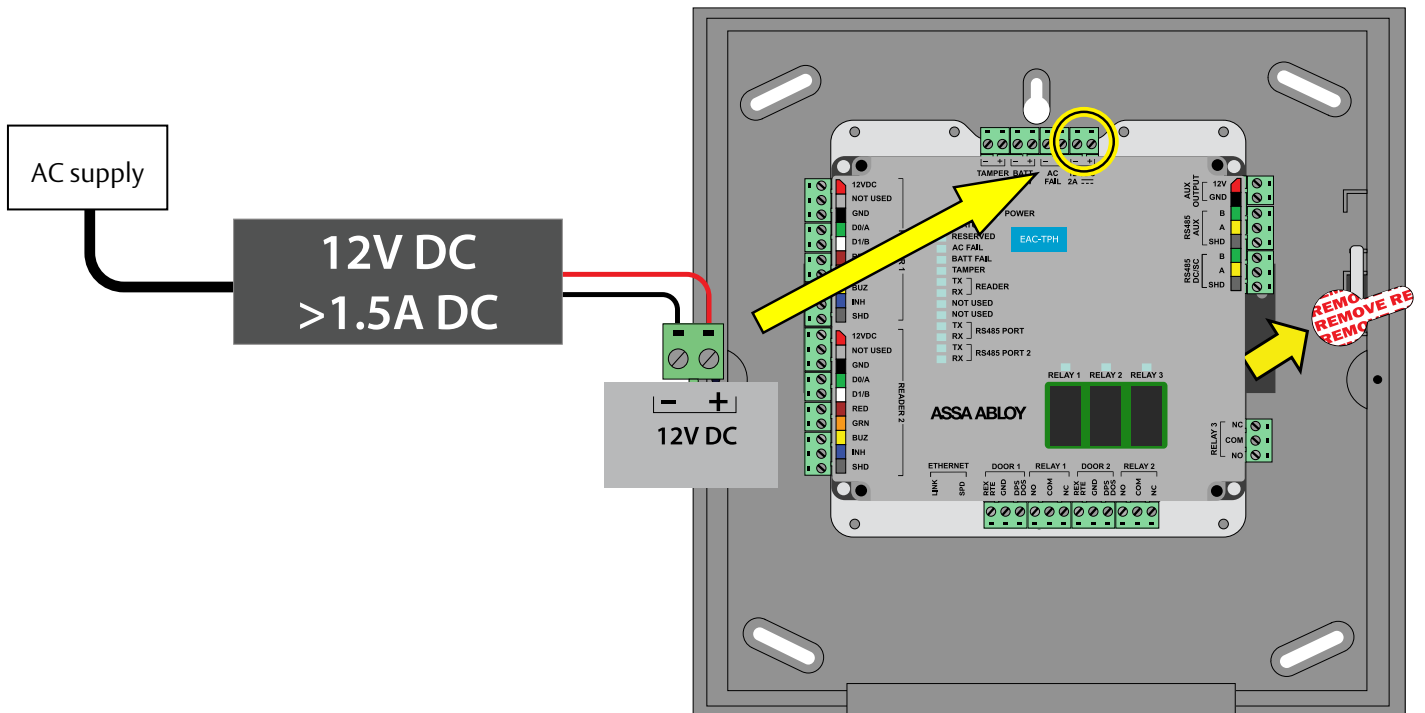 AC supply
12V DC
>1.5A DC
− +
12V DC
− + − + − − +
TAMPER BATT AC
FAIL 2A
POWER
RESERVED
AC FAIL
BATT FAIL
TAMPER
TX
RX
READER
NOT USED
NOT USED
TX
RX
RS485 PORT
TX
RX
RS485 PORT 2
EAC-TPH
12VDC
NOT USED
GND
D0/A
D1/B
BUZ
INH
SHD
12VDC
NOT USED
GND
D0/A
D1/B
RED
GRN
BUZ
INH
SHD
READER 2
ASSA ABLOY
RELAY 1 RELAY 2 RELAY 3
AUX
OUTPUT
12V
GND
RS485
AUX
B
A
SHD
RS485
DC/SC
B
A
SHD
REMO
REMOVE RE
REMO
RELAY 3
NC
COM
NO
ETHERNET
LINK
SPD
DOOR 1 RELAY 1 DOOR 2 RELAY 2
REX
RTE
GND
DPS
DOS
NO
COM
NC
REX
RTE
GND
DPS
DOS
NO
COM
NC